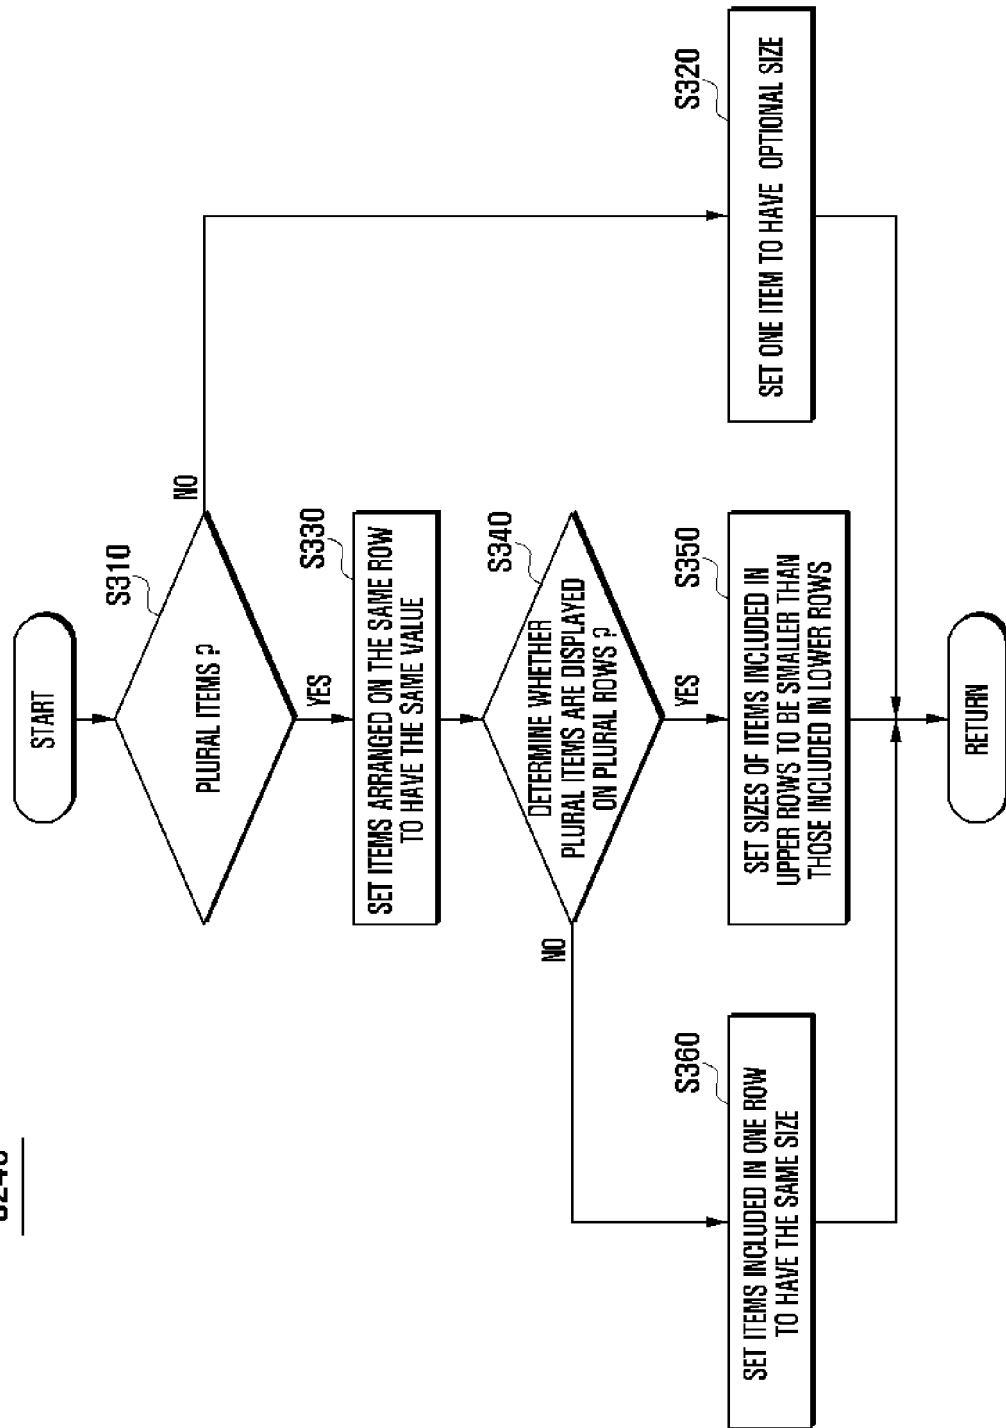 START
S310
PLURAL ITEMS ?
NO
YES
S330
SET ITEMS ARRANGED ON THE SAME ROW
TO HAVE THE SAME VALUE
S340
DETERMINE WHETHER
PLURAL ITEMS ARE DISPLAYED
ON PLURAL ROWS ?
NO
YES
S360
SET ITEMS INCLUDED IN ONE ROW
TO HAVE THE SAME SIZE
S350
SET SIZES OF ITEMS INCLUDED IN
UPPER ROWS TO BE SMALLER THAN
THOSE INCLUDED IN LOWER ROWS
S320
SET ONE ITEM TO HAVE OPTIONAL SIZE
RETURN